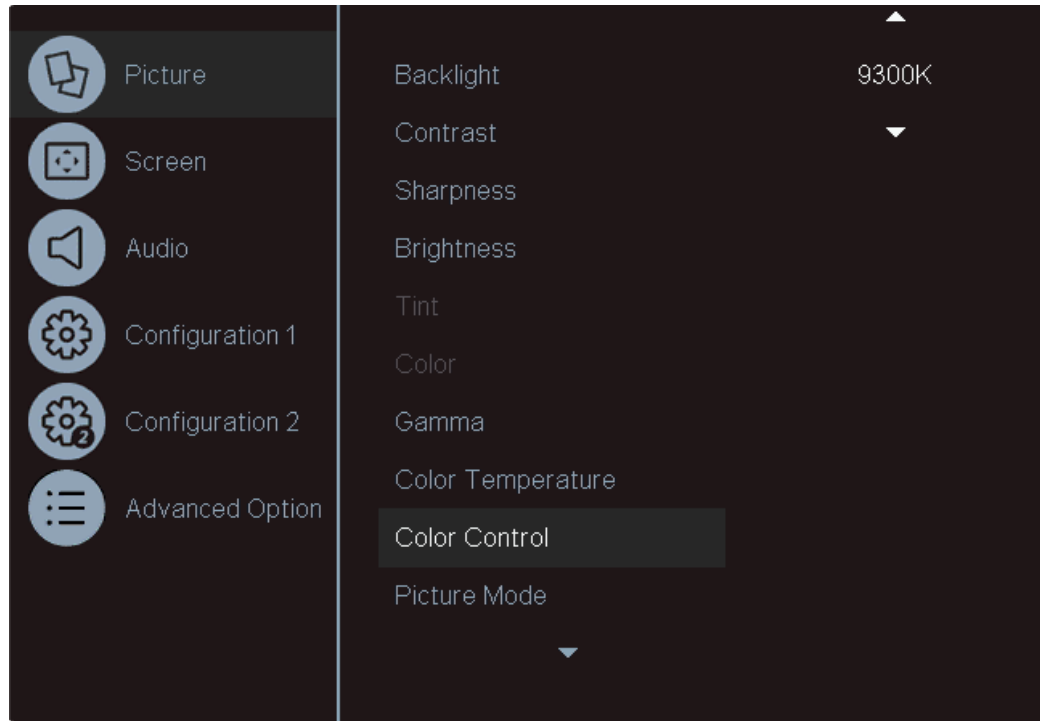 Picture
Screen
Audio
Configuration 1
Configuration 2
2
Advanced Option
Backlight
Contrast
Sharpness
Brightness
Tint
Color
Gamma
Color Temperature
Color Control
Picture Mode
9300K